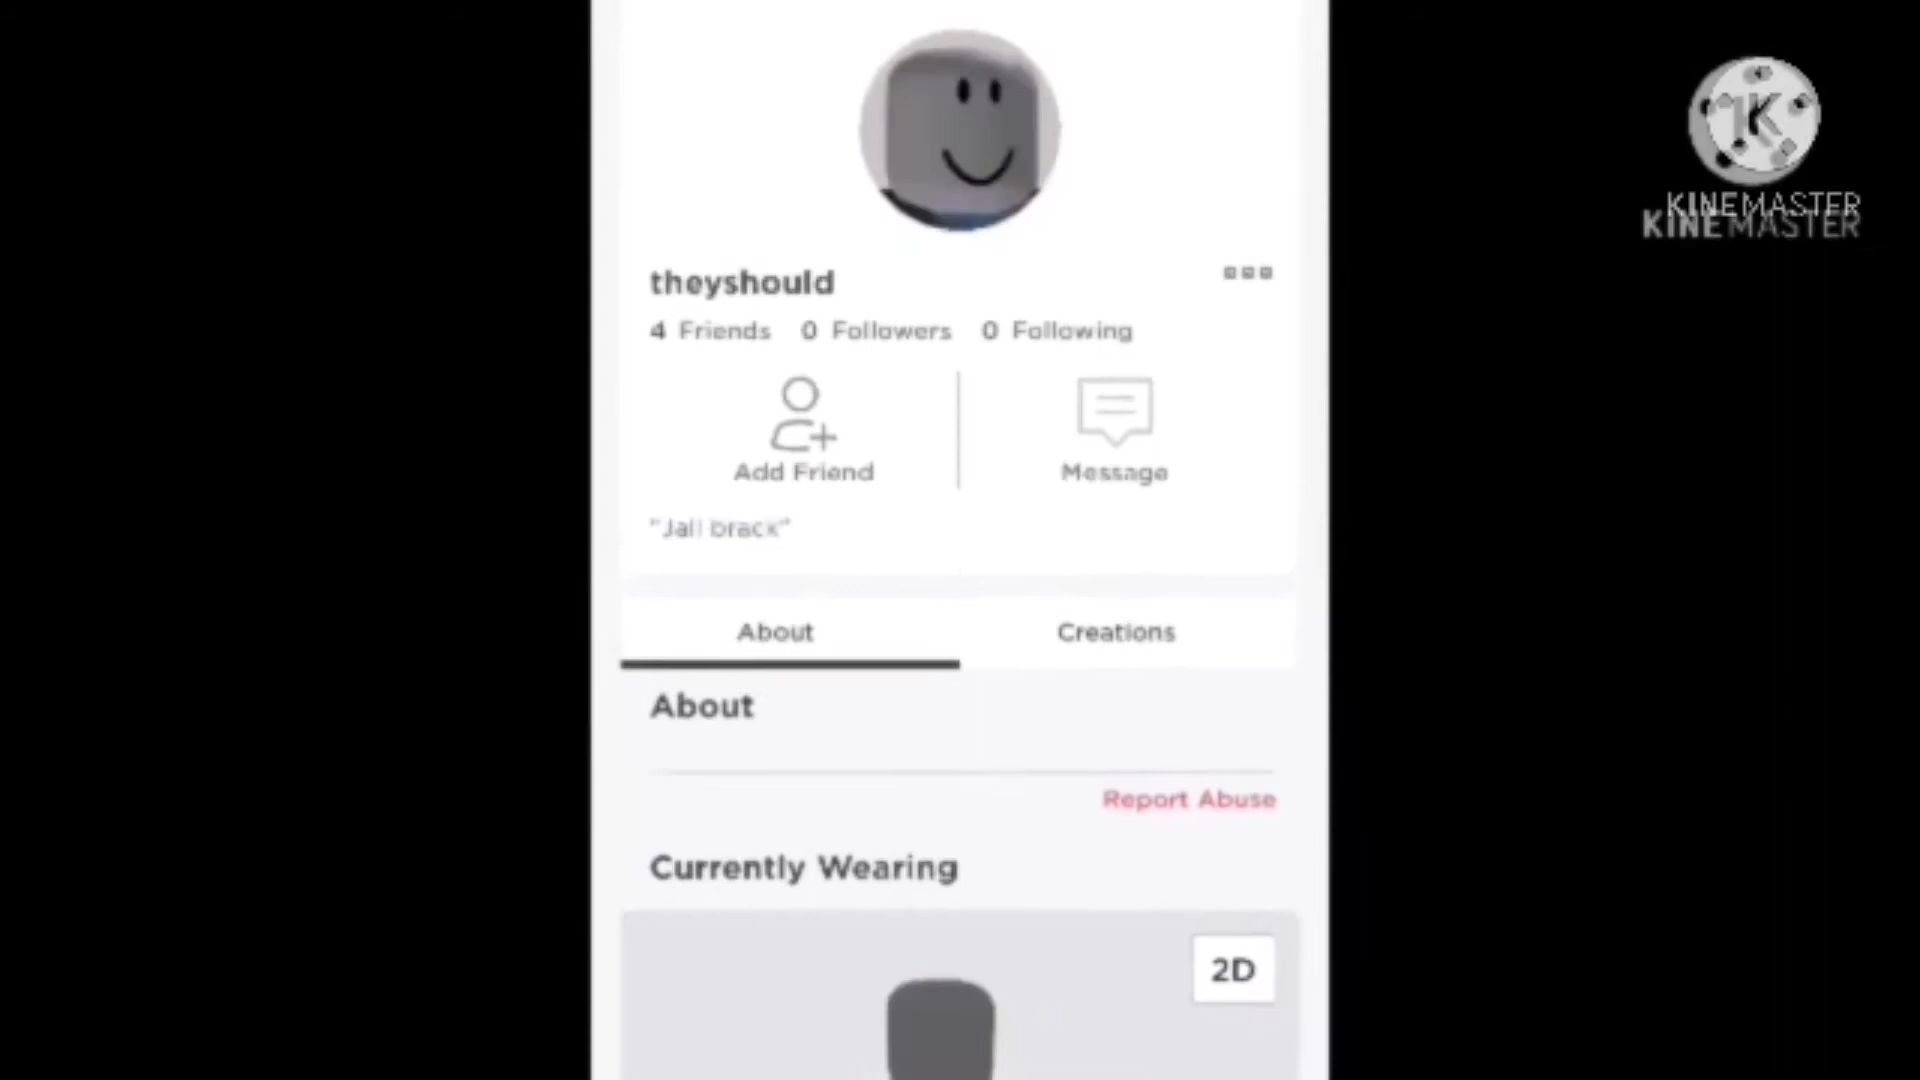 K
KINEMASTER
KINEMASTER
theyshould
4 Friends 0 Followers 0 Following
Add Friend
Message
"Jail brack"
About
Creations
About
Report Abuse
Currently Wearing
2D